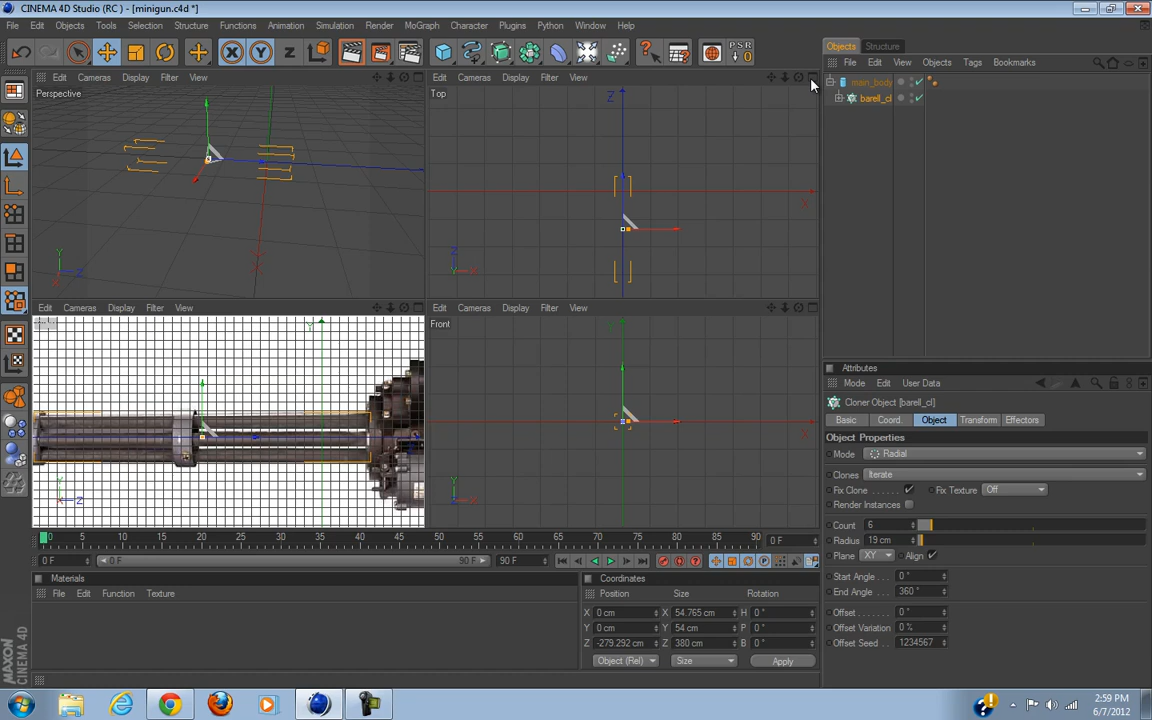 CINEMA 4D Studio (RC ) - [minigun.c4d *]
File Edit Objects Tools Selection Structure Functions Animation Simulation Render MoGraph Character Plugins Python Window Help
X Y Z PSR 0
Objects Structure
File Edit View Objects Tags Bookmarks
main_body
barell_cl
Edit Cameras Display Filter View
Perspective
Y Z X
Edit Cameras Display Filter View
Top
Z X
Z Y X
Edit Cameras Display Filter View
Y
Y X Z
Edit Cameras Display Filter View
Front
X
Y Z X
Attributes
Mode Edit User Data
Cloner Object [barell_cl]
Basic Coord. Object Transform Effectors
Object Properties
Mode Radial
Clones Iterate
Fix Clone Fix Texture Off
Render Instances
Count 6
Radius 19 cm
Plane XY Align
Start Angle 0 °
End Angle 360 °
Offset 0 °
Offset Variation 0 %
Offset Seed 1234567
0 5 10 15 20 25 30 35 40 45 50 55 60 65 70 75 80 85 90 0 F
0 F 0 F 90 F 90 F
Materials
File Edit Function Texture
Coordinates
Position Size Rotation
X 0 cm X 54.765 cm H 0 °
Y 0 cm Y 54 cm P 0 °
Z -279.292 cm Z 380 cm B 0 °
Object (Rel) Size Apply
MAXON CINEMA 4D
2:59 PM
6/7/2012